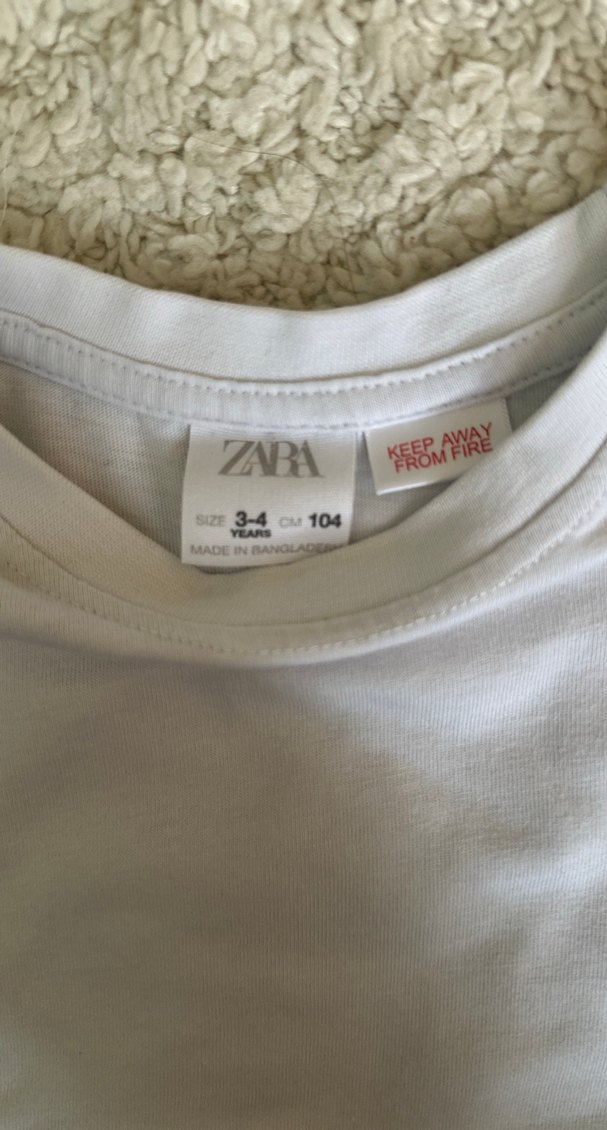 ZARA
SIZE 3-4 CM 104
YEARS
MADE IN BANGLADESH
KEEP AWAY
FROM FIRE